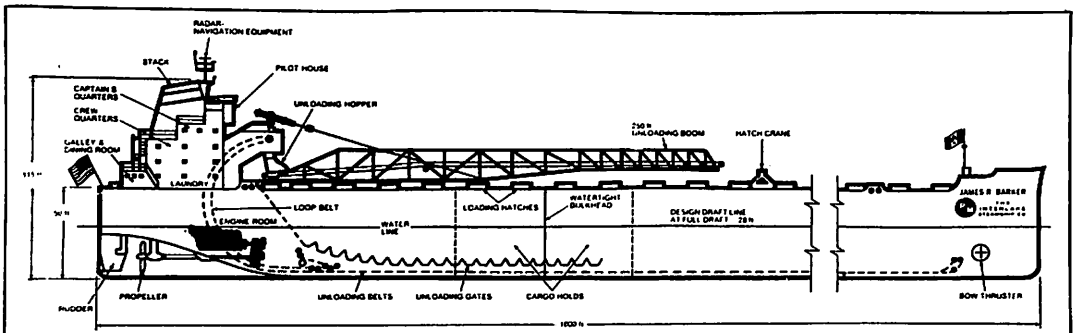 RADAR-
NAVIGATION EQUIPMENT
STACK
PILOT HOUSE
CAPTAIN S
QUARTERS
UNLOADING HOPPER
CREW
QUARTERS
250 ft
UNLOADING BOOM
HATCH CRANE
GALLEY &
DINING ROOM
LAUNDRY
50 ft
LOOP BELT
LOADING HATCHES
WATERTIGHT
BULKHEAD
DESIGN DRAFT LINE
AT FULL DRAFT 28 ft
JAMES R BARKER
THE
INTERLAKE
STEAMSHIP CO
ENGINE ROOM
WATER
LINE
RUDDER
PROPELLER
UNLOADING BELTS
UNLOADING GATES
CARGO HOLDS
BOW THRUSTER
1000 ft